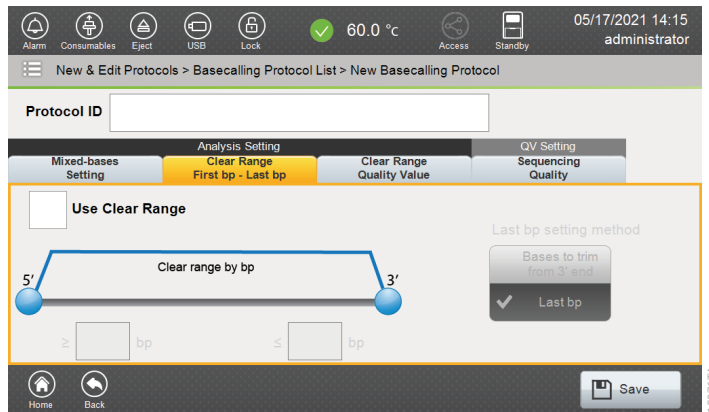 05/17/2021 14:15
60.0 °c
administrator
Alarm Consumables Eject USB Lock Access Standby
New & Edit Protocols > Basecalling Protocol List > New Basecalling Protocol
Protocol ID
Analysis Setting QV Setting
Mixed-bases Clear Range Clear Range Sequencing
Setting First bp - Last bp Quality Value Quality
Use Clear Range
Last bp setting method
Bases to trim
from 3' end
Clear range by bp
5′ 3′
Last bp
≥ bp ≤ bp
Save
Home Back